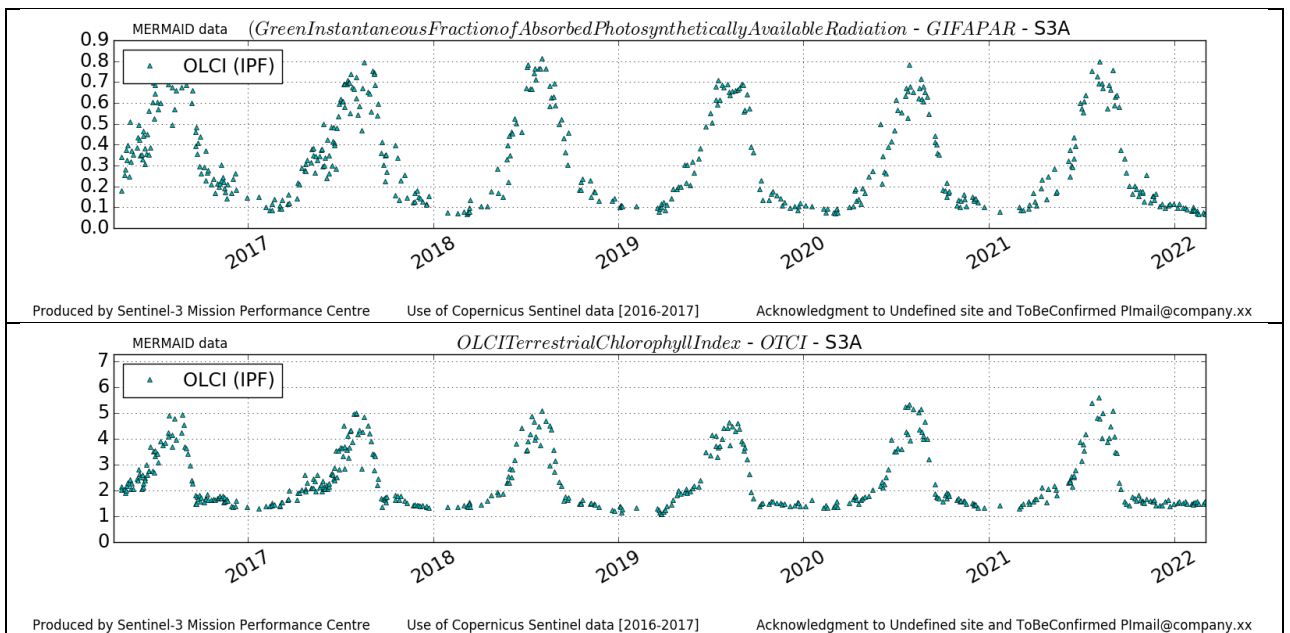 MERMAID data (GreenInstantaneousFractionofAbsorbedPhotosyntheticallyAvailableRadiation - GIFAPAR - S3A
0.9
0.8
0.7
0.6
0.5
0.4
0.3
0.2
0.1
0.0
OLCI (IPF)
2017 2018 2019 2020 2021 2022
Produced by Sentinel-3 Mission Performance Centre Use of Copernicus Sentinel data [2016-2017] Acknowledgment to Undefined site and ToBeConfirmed PImail@company.xx
MERMAID data OLCITerrestrialChlorophyllIndex - OTCI - S3A
7
6
5
4
3
2
1
0
OLCI (IPF)
2017 2018 2019 2020 2021 2022
Produced by Sentinel-3 Mission Performance Centre Use of Copernicus Sentinel data [2016-2017] Acknowledgment to Undefined site and ToBeConfirmed PImail@company.xx